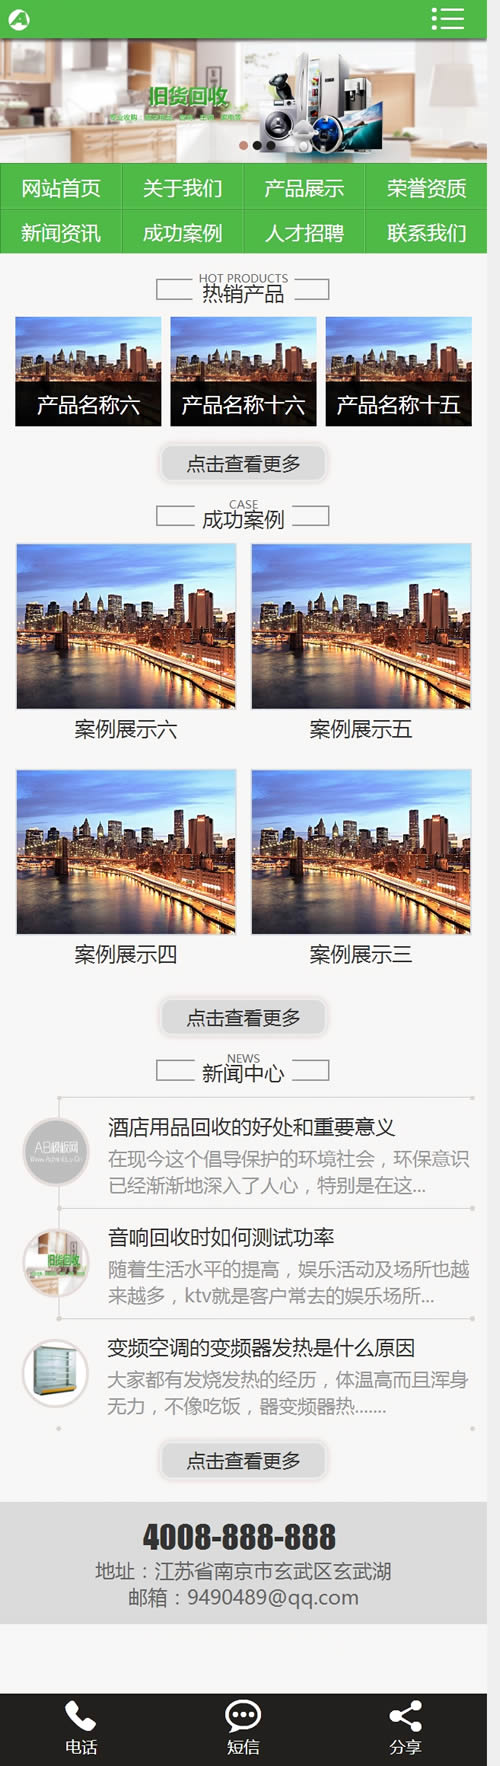 旧货回收
网站首页 关于我们 产品展示 荣誉资质
新闻资讯 成功案例 人才招聘 联系我们
HOT PRODUCTS
热销产品
产品名称六 产品名称十六 产品名称十五
点击查看更多
CASE
成功案例
案例展示六 案例展示五
案例展示四 案例展示三
点击查看更多
NEWS
新闻中心
酒店用品回收的好处和重要意义
AB模板网
在现今这个倡导保护的环境社会，环保意识
已经渐渐地深入了人心，特别是在这...
音响回收时如何测试功率
旧货回收
随着生活水平的提高，娱乐活动及场所也越
来越多，ktv就是客户常去的娱乐场所...
变频空调的变频器发热是什么原因
大家都有发烧发热的经历，体温高而且浑身
无力，不像吃饭，器变频器热.......
点击查看更多
4008-888-888
地址：江苏省南京市玄武区玄武湖
邮箱：9490489@qq.com
电话 短信 分享